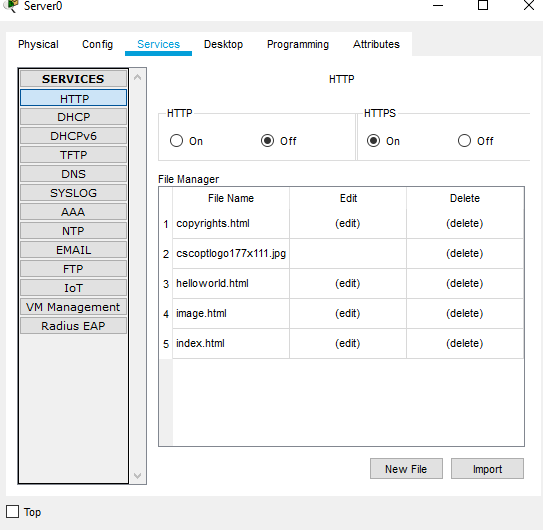 Server0
Physical Config Services Desktop Programming Attributes
SERVICES
HTTP
DHCP
DHCPv6
TFTP
DNS
SYSLOG
AAA
NTP
EMAIL
FTP
IoT
VM Management
Radius EAP
HTTP
HTTP
On Off
HTTPS
On Off
File Manager
File Name Edit Delete
1 copyrights.html (edit) (delete)
2 cscoptlogo177x111.jpg (delete)
3 helloworld.html (edit) (delete)
4 image.html (edit) (delete)
5 index.html (edit) (delete)
New File Import
Top